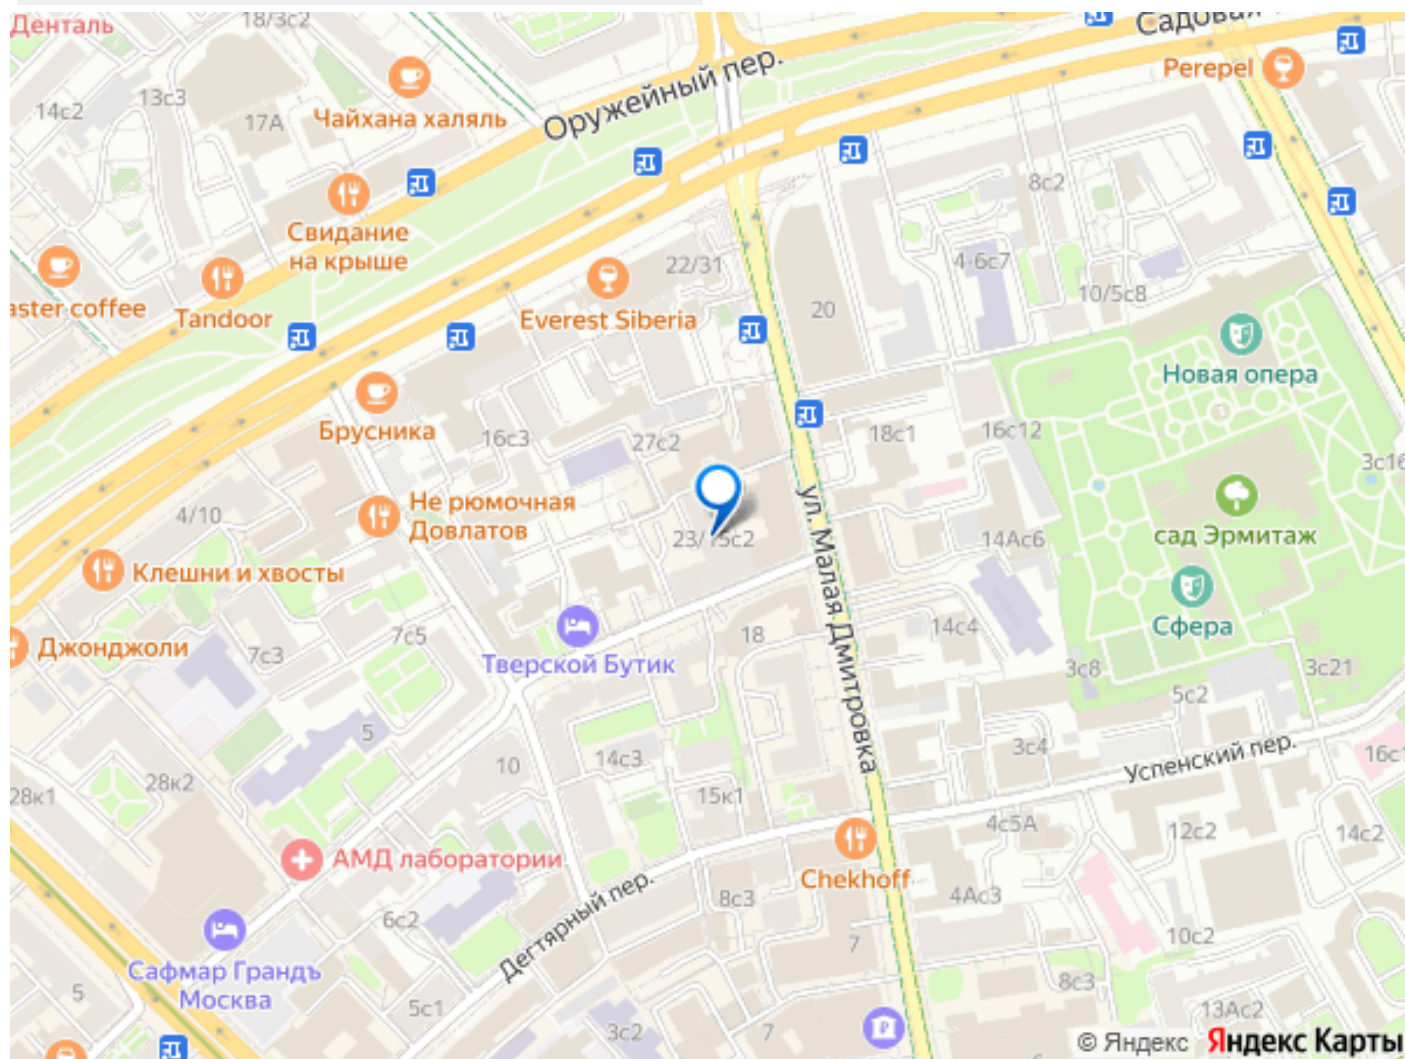 Денталь
18/3с2
Садовая
Perepel
14с2
13с3
17А
Чайхана халяль
Оружейный пер.
8с2
Свидание
на крыше
22/31
4-6с7
10/5с8
aster coffee
Tandoor
Everest Siberia
20
Новая опера
Брусника
16с3
27с2
18с1
16с12
3с16
4/10
Не рюмочная
Довлатов
23/15с2
ул. Малая Дмитровка
14Ас6
сад Эрмитаж
Клешни и хвосты
Джонджоли
7с5
7с3
Тверской Бутик
18
14с4
Сфера
3с8
3с21
5с2
5
28к2
28к1
10
14с3
15к1
3с4
Успенский пер.
16с1
4с5А
12с2
14с2
АМД лаборатории
Chekhoff
Дегтярный пер.
8с3
4Ас3
6с2
7
10с2
Сафмар Грандъ
Москва
5
5с1
3с2
7
8с3
13Ас2
© Яндекс Яндекс Карты